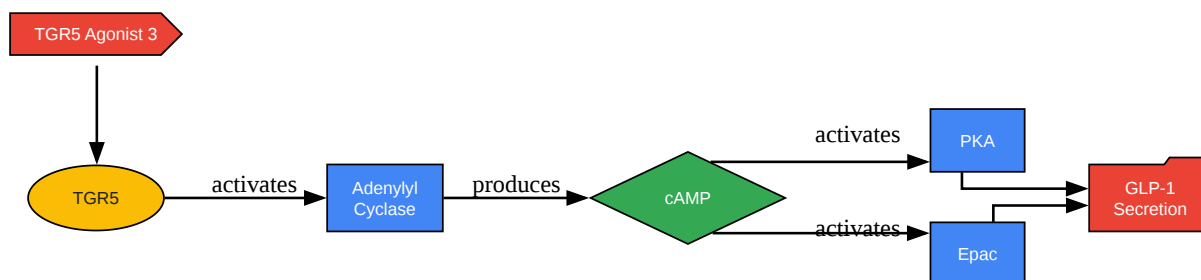 TGR5 Agonist 3
TGR5
activates
Adenylyl
Cyclase
produces
cAMP
activates
PKA
activates
Epac
GLP-1
Secretion